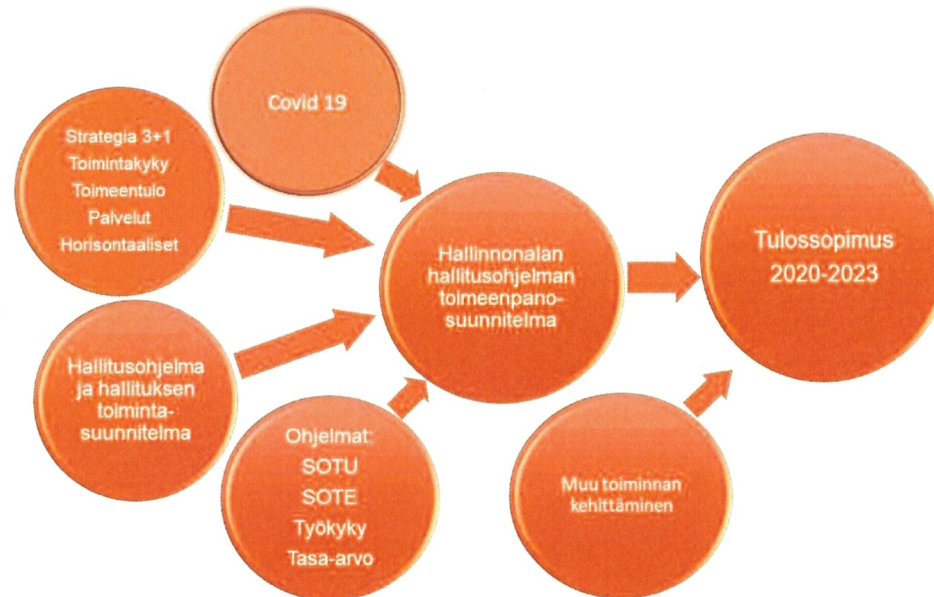 Covid 19
Strategia 3+1
Toimintakyky
Toimeentulo
Palvelut
Horisontaaliset
Hallitusohjelma
ja hallituksen
toiminta-
suunnitelma
Ohjelmat:
SOTU
SOTE
Työkyky
Tasa-arvo
Hallinnonalan
hallitusohjelman
toimeenpano-
suunnitelma
Muu toiminnan
kehittäminen
Tulossopimus
2020-2023